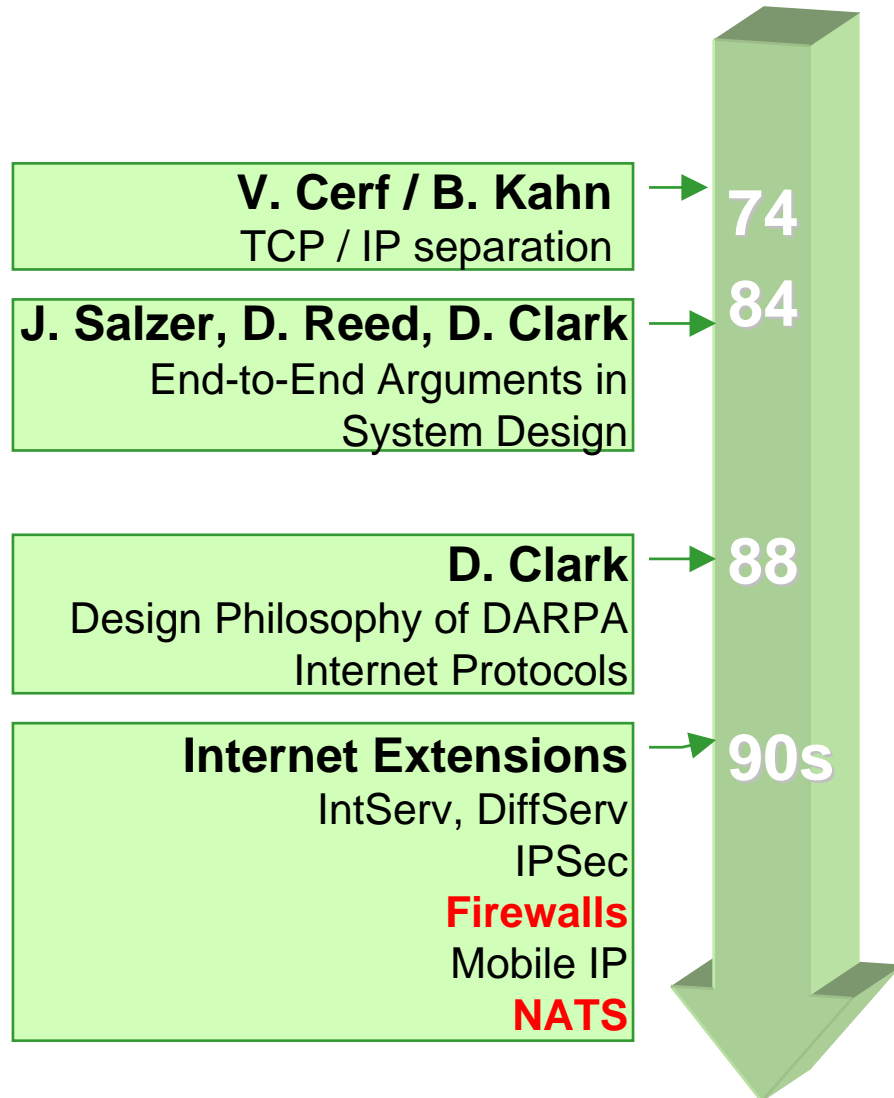 V. Cerf / B. Kahn
TCP / IP separation
74
J. Salzer, D. Reed, D. Clark
End-to-End Arguments in
System Design
84
D. Clark
Design Philosophy of DARPA
Internet Protocols
88
Internet Extensions
IntServ, DiffServ
IPSec
Firewalls
Mobile IP
NATS
90s